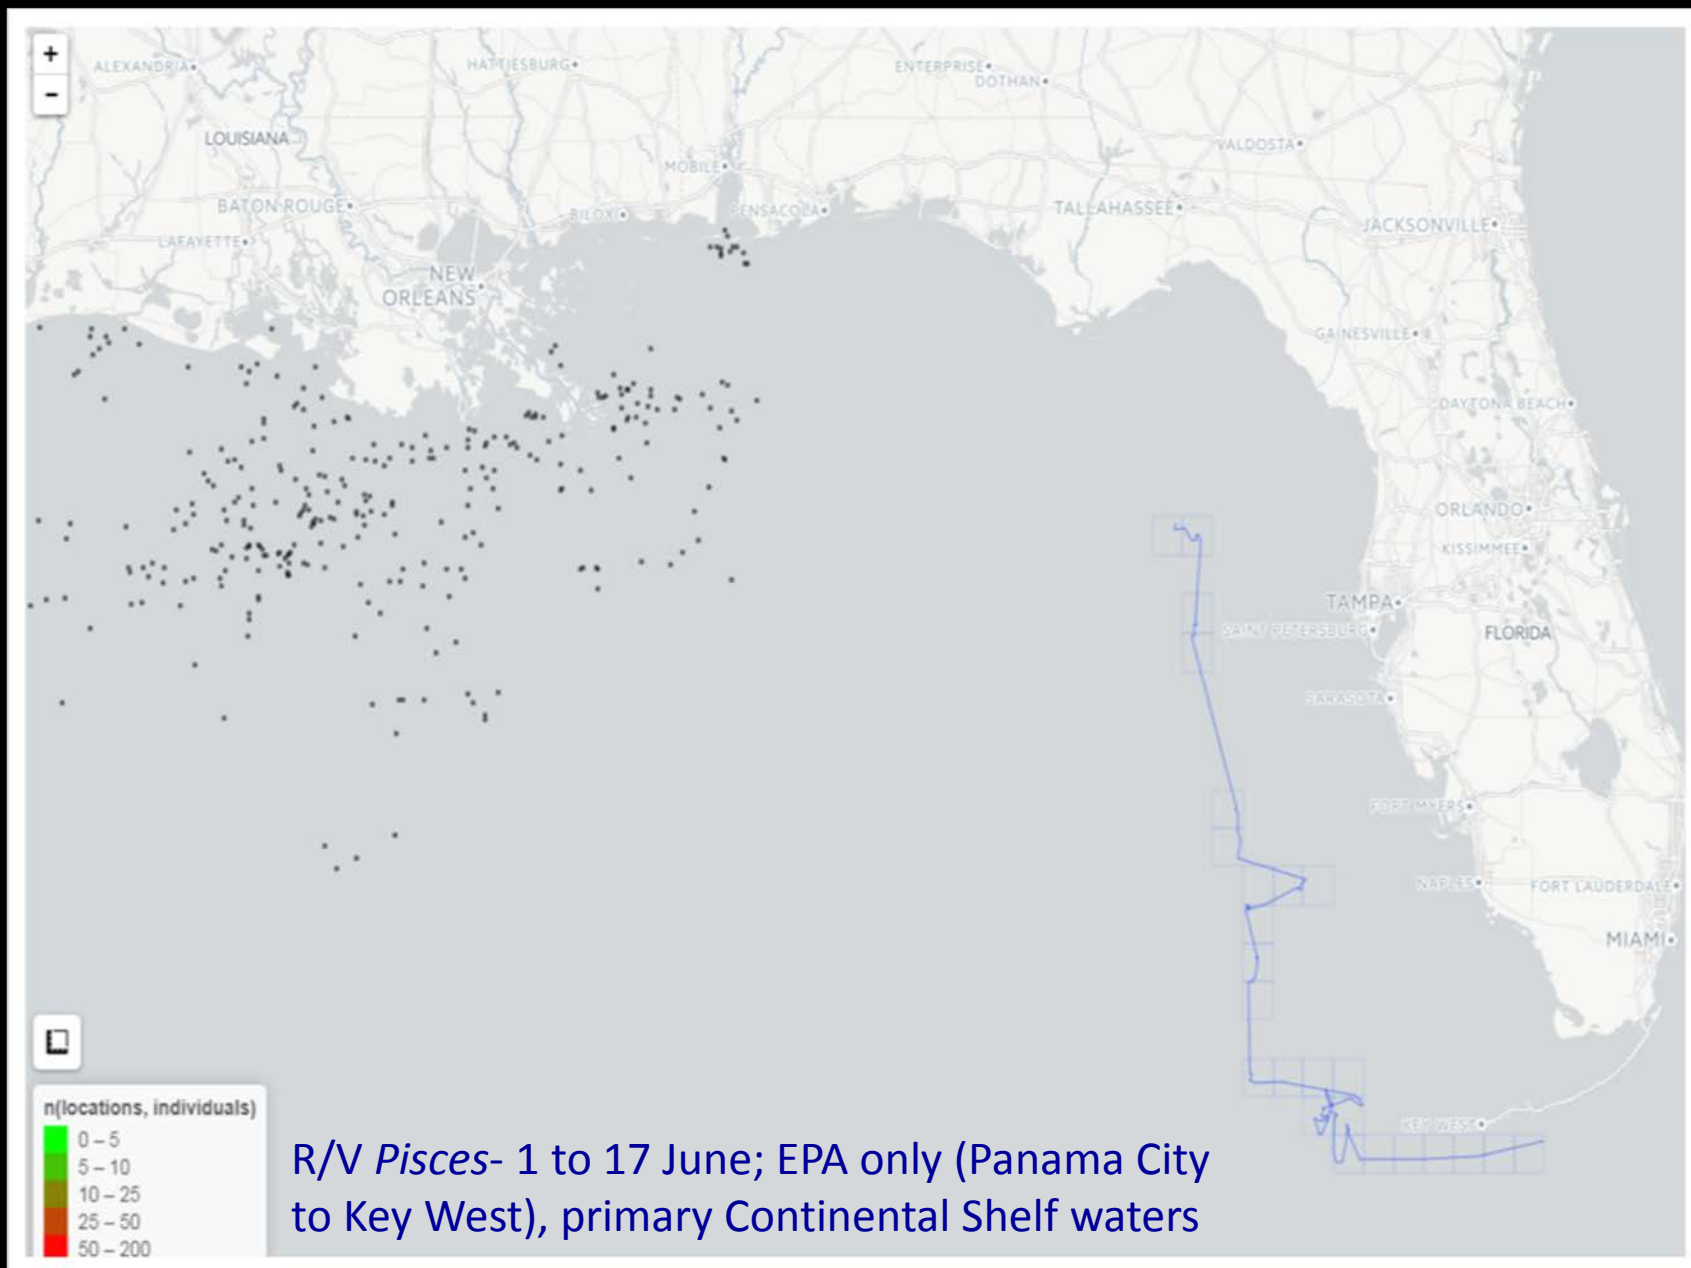 +
ALEXANDRIA
HATTIESBURG
ENTERPRISE
DOTHAN
−
LOUISIANA
VALDOSTA
MOBILE
BATON ROUGE
BILOXI
PENSACOLA
TALLAHASSEE
JACKSONVILLE
LAFAYETTE
NEW
ORLEANS
GAINESVILLE
DAYTONA BEACH
ORLANDO
KISSIMMEE
TAMPA
SAINT PETERSBURG
FLORIDA
SARASOTA
FORT MYERS
NAPLES
FORT LAUDERDALE
MIAMI
KEY WEST
n(locations, individuals)
0 – 5
5 – 10
10 – 25
25 – 50
50 – 200
R/V Pisces- 1 to 17 June; EPA only (Panama City
to Key West), primary Continental Shelf waters